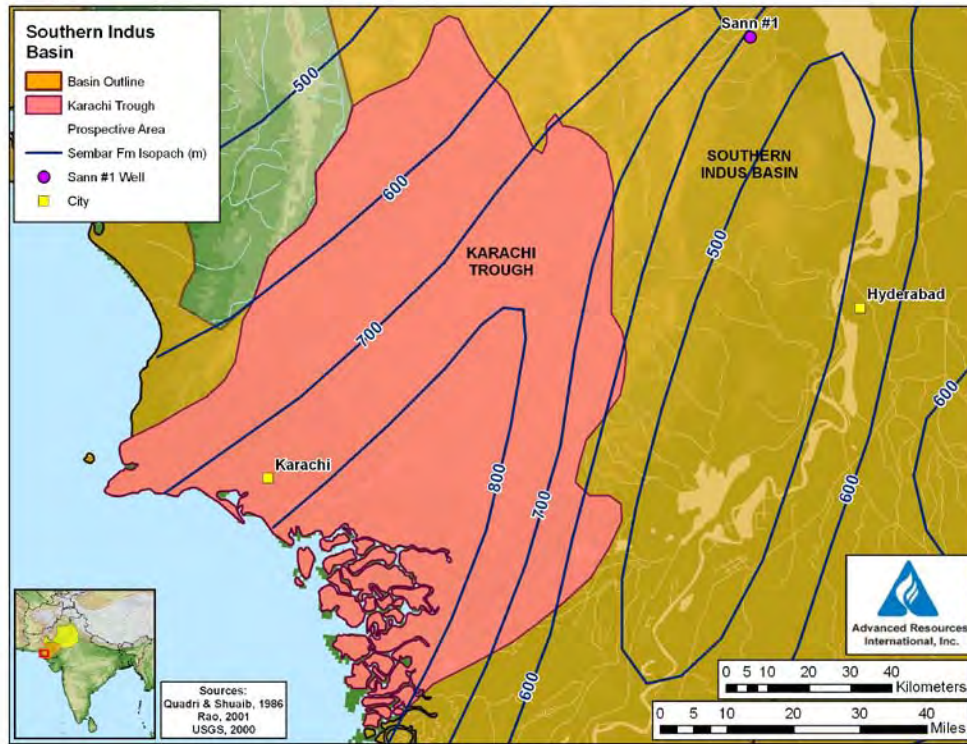 Southern Indus
Basin
Basin Outline
Karachi Trough
Prospective Area
Sembar Fm Isopach (m)
Sann #1 Well
City
Sann #1
500
600
SOUTHERN
INDUS BASIN
500
KARACHI
TROUGH
Hyderabad
700
600
Karachi
800
700
600
600
Advanced Resources
International, Inc.
Sources:
Quadri & Shuaib, 1986
Rao, 2001
USGS, 2000
0 5 10 20 30 40
Kilometers
0 5 10 20 30 40
Miles